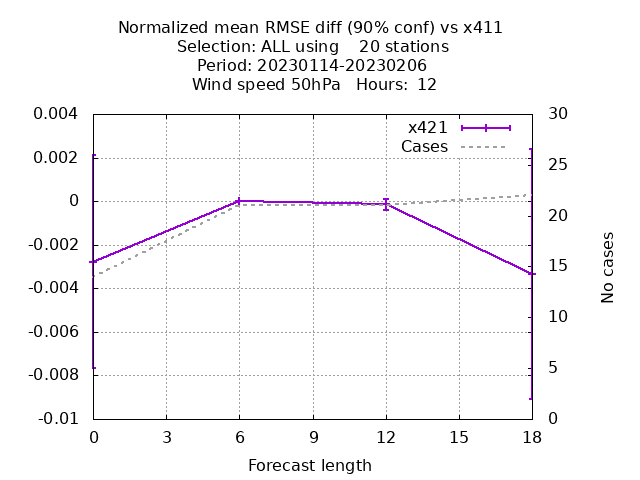 Normalized mean RMSE diff (90% conf) vs x411
Selection: ALL using    20 stations
Period: 20230114-20230206
Wind speed 50hPa   Hours:  12
x421
Cases
0.004
0.002
0
-0.002
-0.004
-0.006
-0.008
-0.01
30
25
20
15
10
5
0
No cases
0 3 6 9 12 15 18
Forecast length